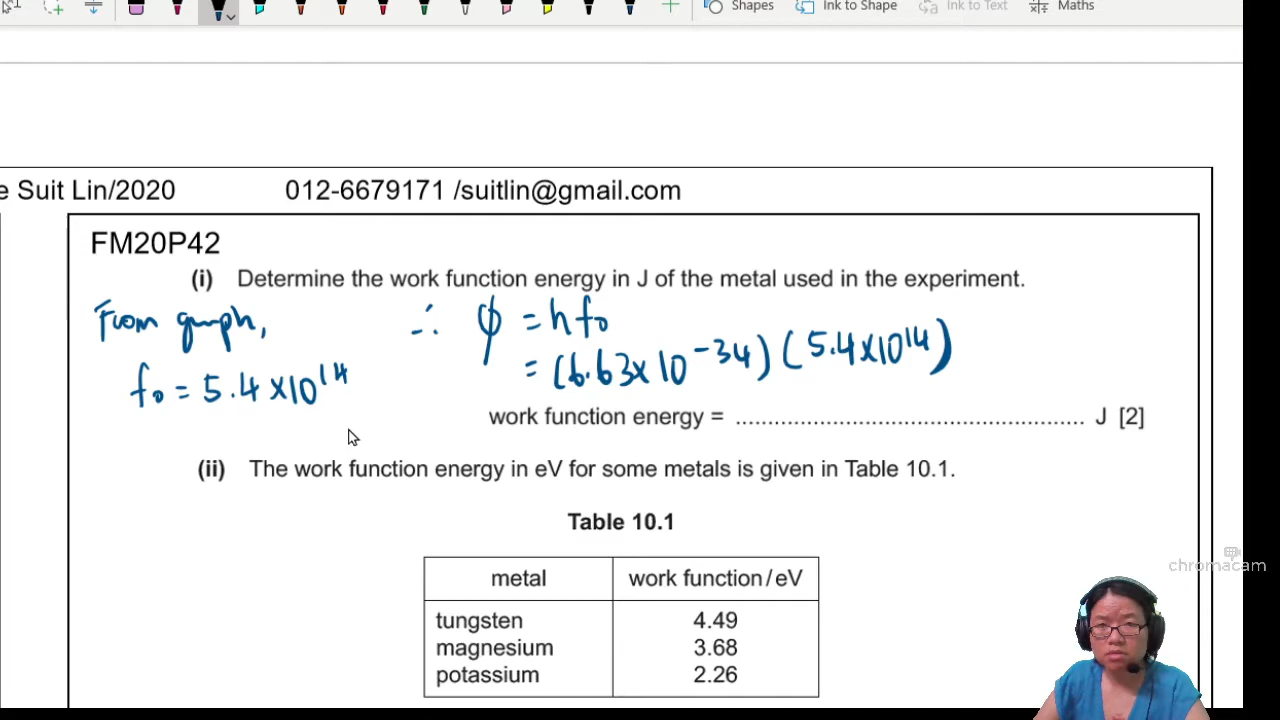 Shapes Ink to Shape Ink to Text Maths
e Suit Lin/2020 012-6679171 /suitlin@gmail.com
FM20P42
(i) Determine the work function energy in J of the metal used in the experiment.
From graph, ∴ ϕ = hf₀
= (6.63×10⁻³⁴)(5.4×10¹⁴)
f₀ = 5.4×10¹⁴
work function energy = ...................................................... J [2]
(ii) The work function energy in eV for some metals is given in Table 10.1.
Table 10.1
metal work function/eV
tungsten 4.49
magnesium 3.68
potassium 2.26
chromacam